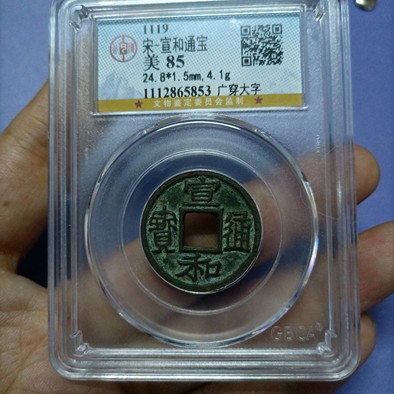 1119
宋-宣和通宝
美 85
24.8*1.5mm,4.1g
1112865853 广穿大字
★ 文物鉴定委员会监制 ★
宣
寶 通
和
GBCA